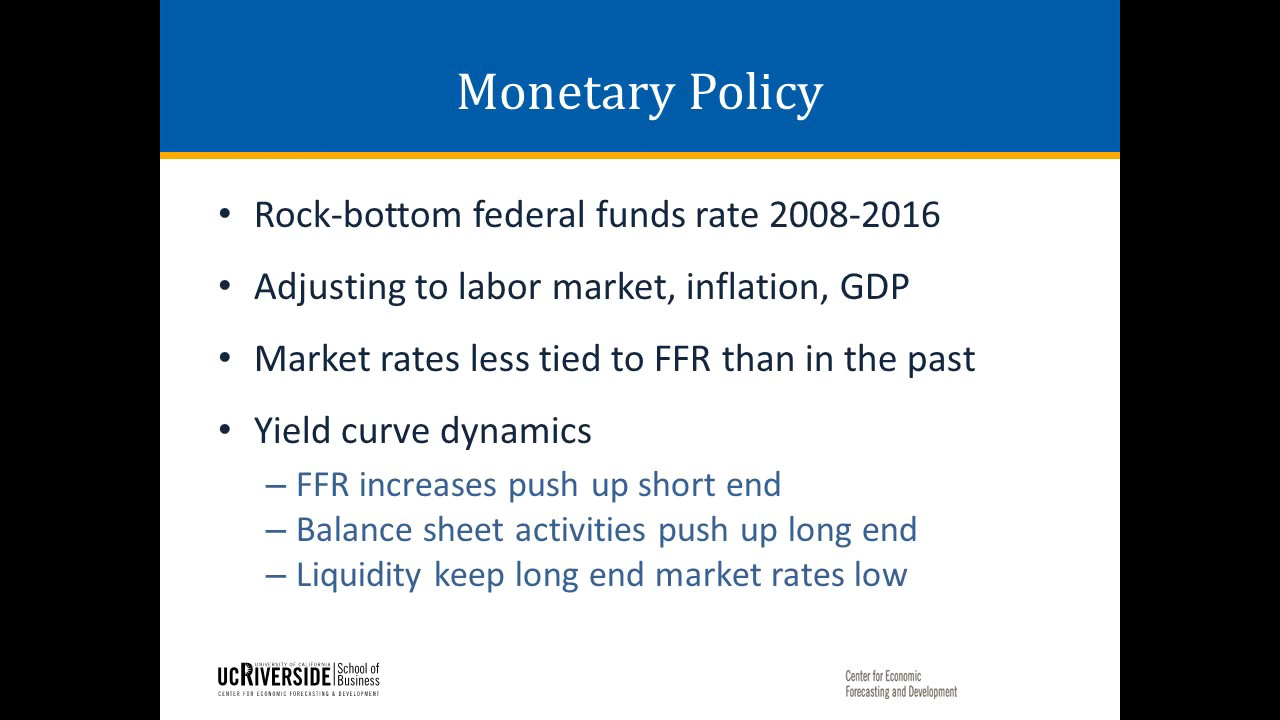 Monetary Policy
• Rock-bottom federal funds rate 2008-2016
• Adjusting to labor market, inflation, GDP
• Market rates less tied to FFR than in the past
• Yield curve dynamics
– FFR increases push up short end
– Balance sheet activities push up long end
– Liquidity keep long end market rates low
UNIVERSITY OF CALIFORNIA
UCRIVERSIDE
School of
Business
CENTER FOR ECONOMIC FORECASTING & DEVELOPMENT
Center for Economic
Forecasting and Development